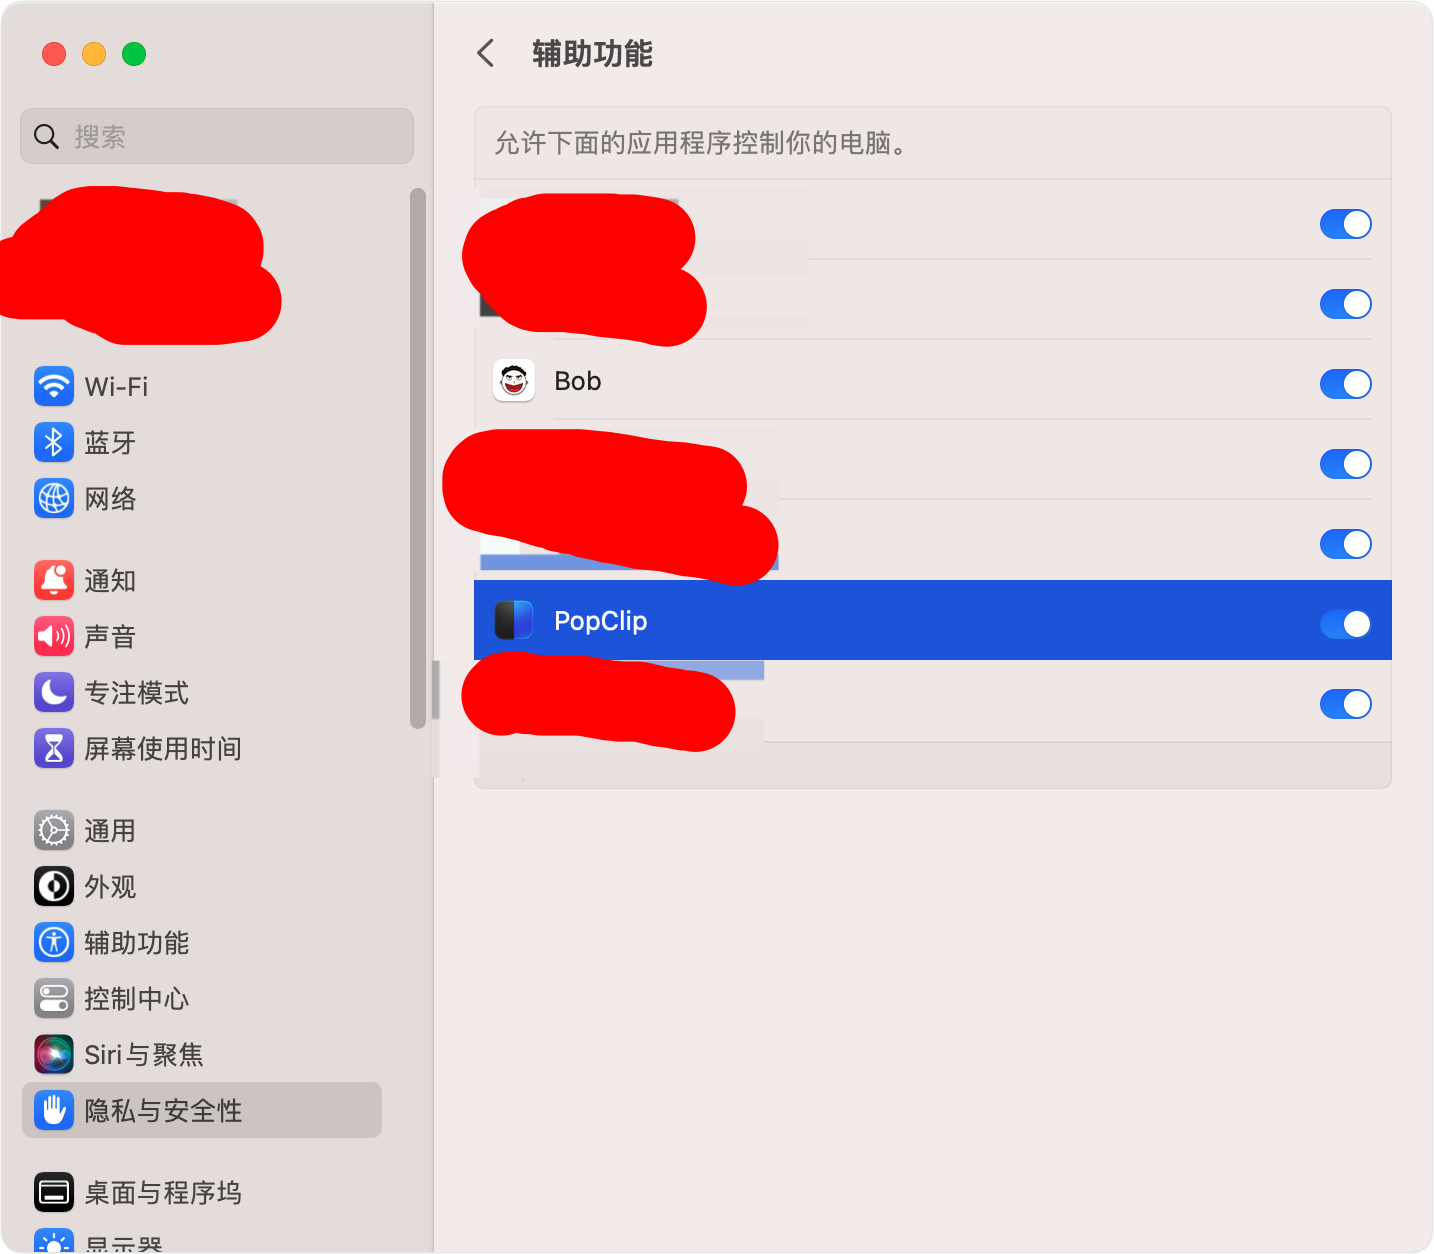 辅助功能
搜索
允许下面的应用程序控制你的电脑。
Wi-Fi
蓝牙
网络
通知
声音
专注模式
屏幕使用时间
通用
外观
辅助功能
控制中心
Siri与聚焦
隐私与安全性
桌面与程序坞
显示器
Bob
PopClip